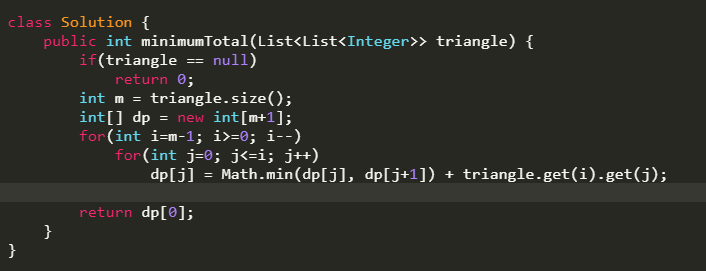 class Solution {
    public int minimumTotal(List<List<Integer>> triangle) {
        if(triangle == null)
            return 0;
        int m = triangle.size();
        int[] dp = new int[m+1];
        for(int i=m-1; i>=0; i--)
            for(int j=0; j<=i; j++)
                dp[j] = Math.min(dp[j], dp[j+1]) + triangle.get(i).get(j);
        return dp[0];
    }
}